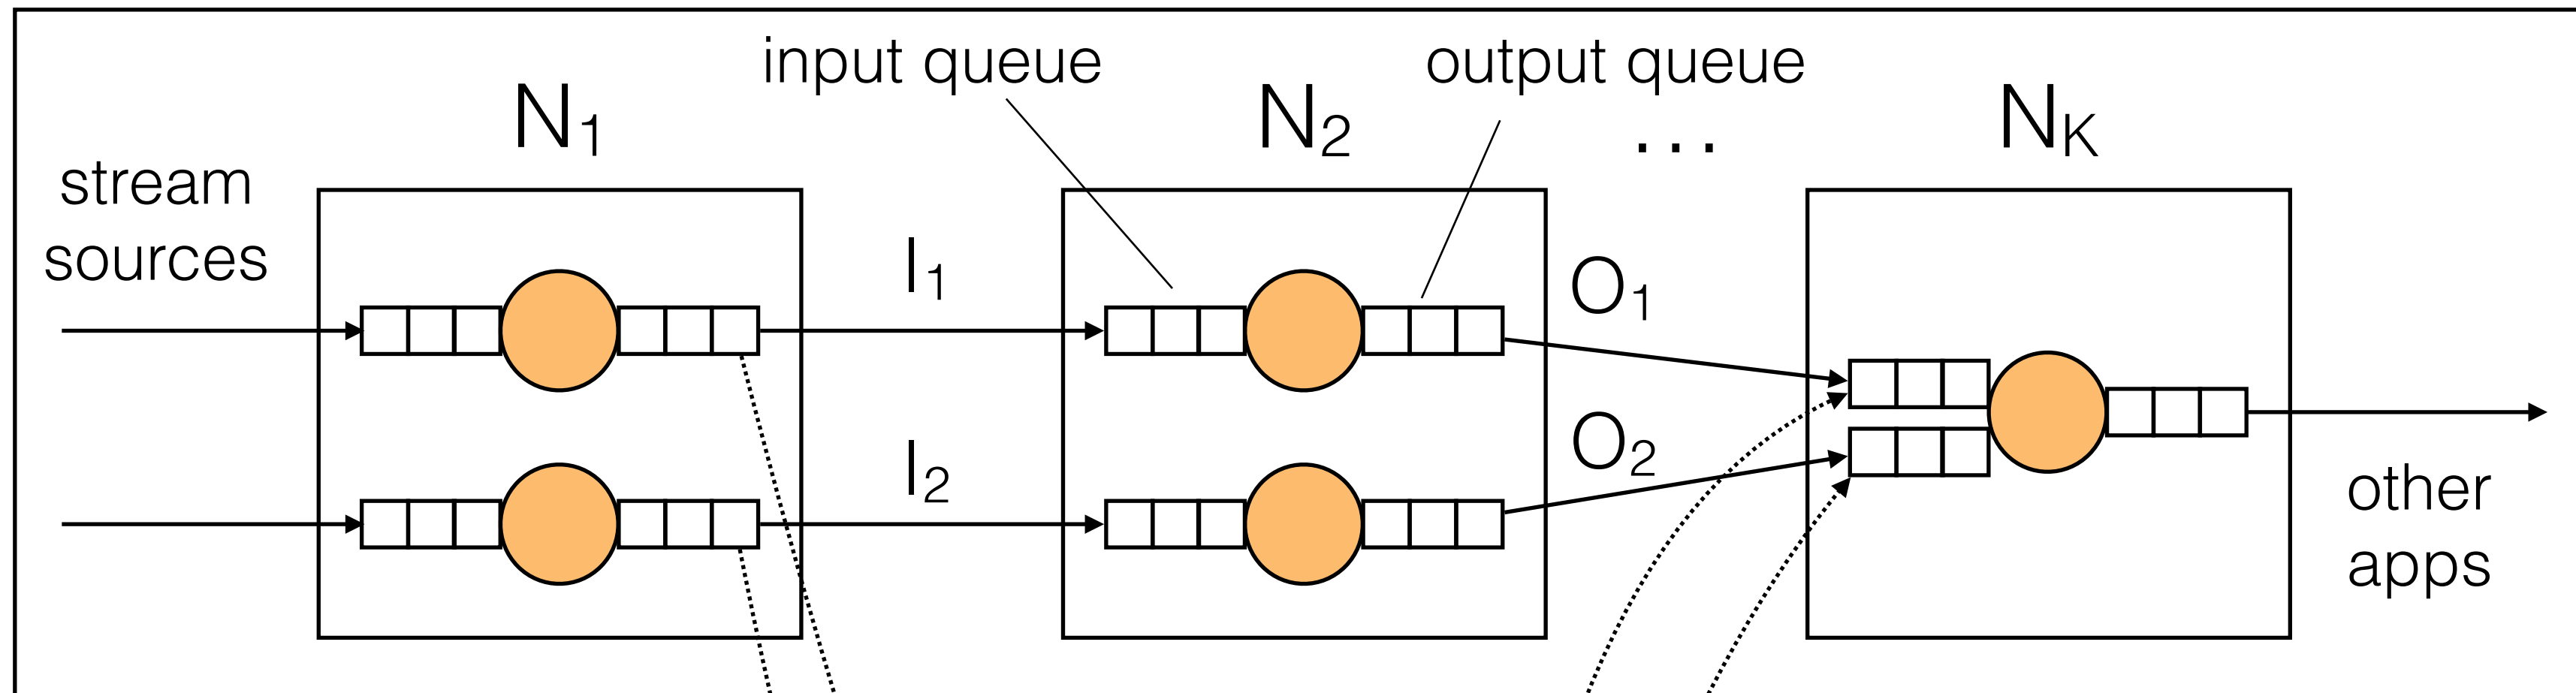 input queue
output queue
N₁
N₂
...
Nₖ
stream
sources
I₁
O₁
I₂
O₂
other
apps